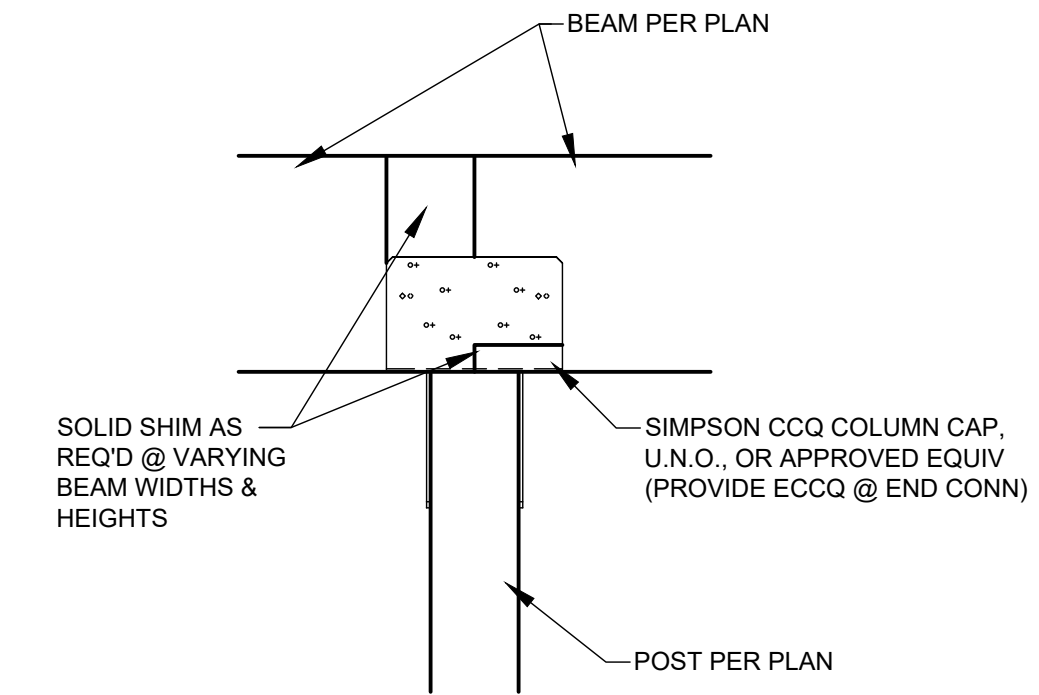 BEAM PER PLAN
SOLID SHIM AS
REQ'D @ VARYING
BEAM WIDTHS &
HEIGHTS
SIMPSON CCQ COLUMN CAP,
U.N.O., OR APPROVED EQUIV
(PROVIDE ECCQ @ END CONN)
POST PER PLAN